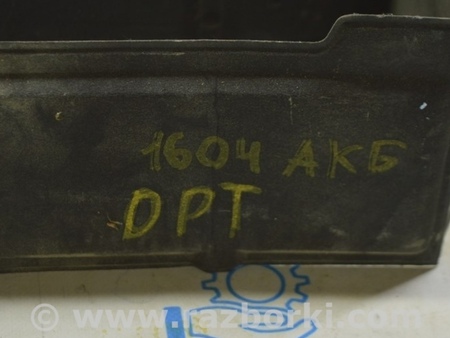 1604 АКБ
DPT
© www.razborki.com